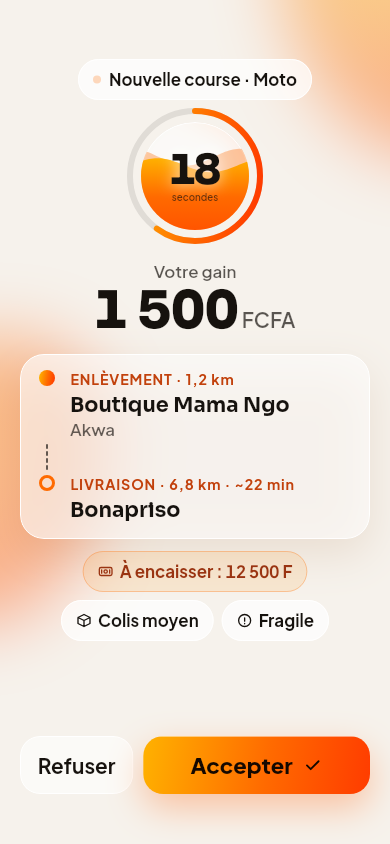 Nouvelle course · Moto
18
secondes
Votre gain
1 500 FCFA
ENLÈVEMENT · 1,2 km
Boutique Mama Ngo
Akwa
LIVRAISON · 6,8 km · ~22 min
Bonapriso
À encaisser : 12 500 F
Colis moyen
Fragile
Refuser
Accepter